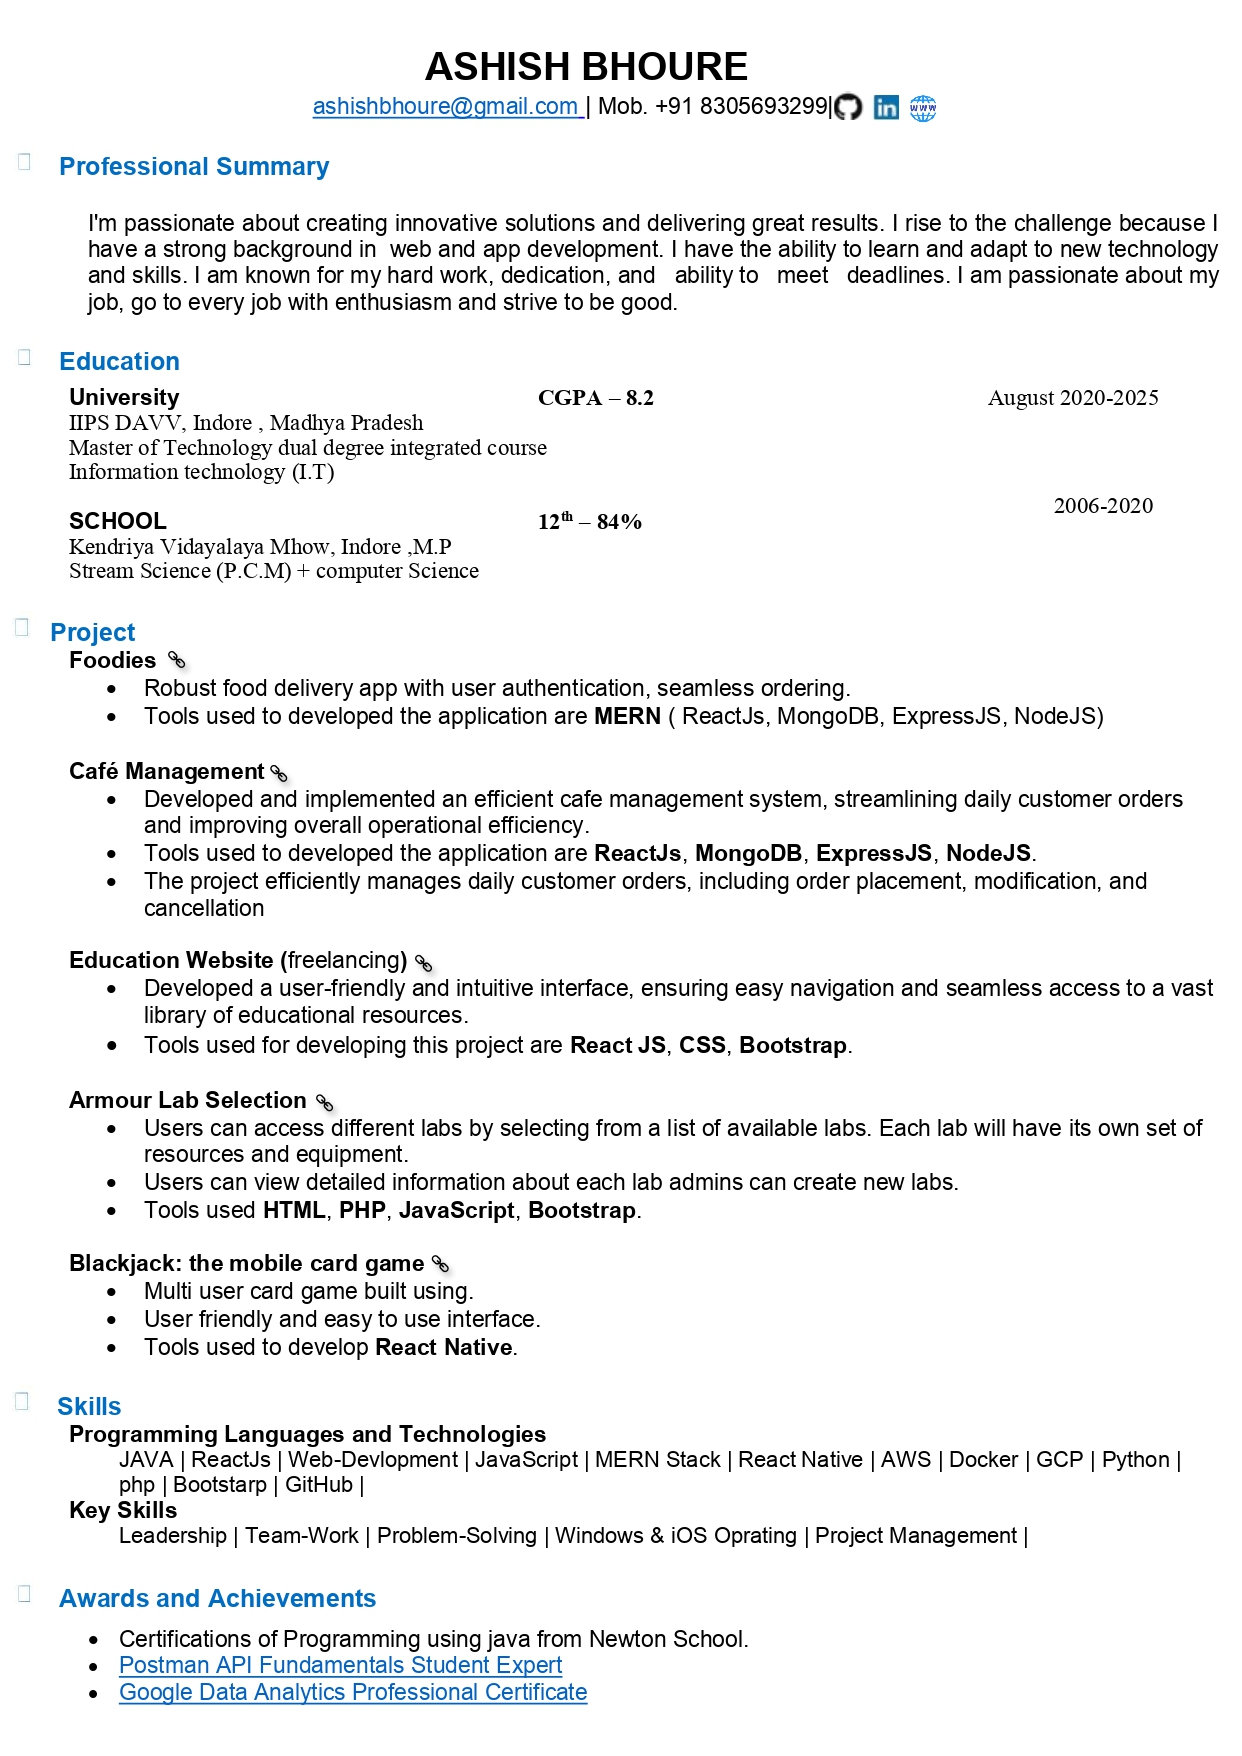 ASHISH BHOURE
ashishbhoure@gmail.com | Mob. +91 8305693299| in www
Professional Summary
I'm passionate about creating innovative solutions and delivering great results. I rise to the challenge because I
have a strong background in web and app development. I have the ability to learn and adapt to new technology
and skills. I am known for my hard work, dedication, and ability to meet deadlines. I am passionate about my
job, go to every job with enthusiasm and strive to be good.
Education
University CGPA – 8.2 August 2020-2025
IIPS DAVV, Indore , Madhya Pradesh
Master of Technology dual degree integrated course
Information technology (I.T)
2006-2020
SCHOOL 12th – 84%
Kendriya Vidayalaya Mhow, Indore ,M.P
Stream Science (P.C.M) + computer Science
Project
Foodies
• Robust food delivery app with user authentication, seamless ordering.
• Tools used to developed the application are MERN ( ReactJs, MongoDB, ExpressJS, NodeJS)
Café Management
• Developed and implemented an efficient cafe management system, streamlining daily customer orders
and improving overall operational efficiency.
• Tools used to developed the application are ReactJs, MongoDB, ExpressJS, NodeJS.
• The project efficiently manages daily customer orders, including order placement, modification, and
cancellation
Education Website (freelancing)
• Developed a user-friendly and intuitive interface, ensuring easy navigation and seamless access to a vast
library of educational resources.
• Tools used for developing this project are React JS, CSS, Bootstrap.
Armour Lab Selection
• Users can access different labs by selecting from a list of available labs. Each lab will have its own set of
resources and equipment.
• Users can view detailed information about each lab admins can create new labs.
• Tools used HTML, PHP, JavaScript, Bootstrap.
Blackjack: the mobile card game
• Multi user card game built using.
• User friendly and easy to use interface.
• Tools used to develop React Native.
Skills
Programming Languages and Technologies
JAVA | ReactJs | Web-Devlopment | JavaScript | MERN Stack | React Native | AWS | Docker | GCP | Python |
php | Bootstarp | GitHub |
Key Skills
Leadership | Team-Work | Problem-Solving | Windows & iOS Oprating | Project Management |
Awards and Achievements
• Certifications of Programming using java from Newton School.
• Postman API Fundamentals Student Expert
• Google Data Analytics Professional Certificate